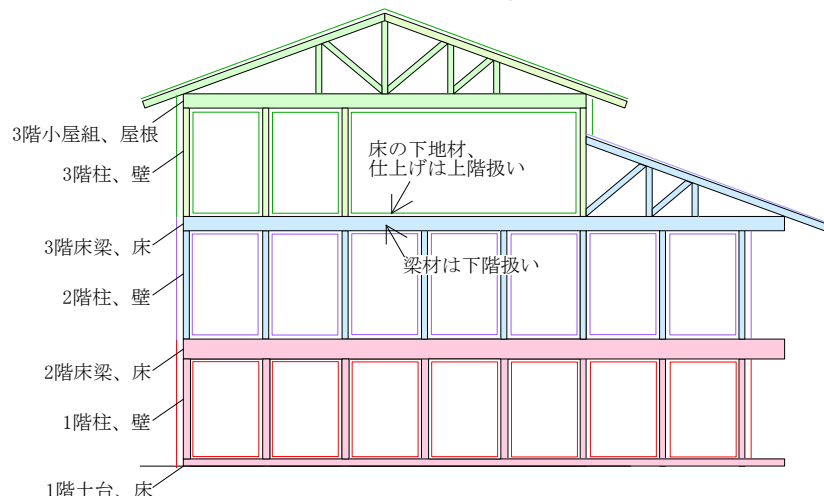 3階小屋組、屋根
3階柱、壁
床の下地材、
仕上げは上階扱い
3階床梁、床
梁材は下階扱い
2階柱、壁
2階床梁、床
1階柱、壁
1階土台、床